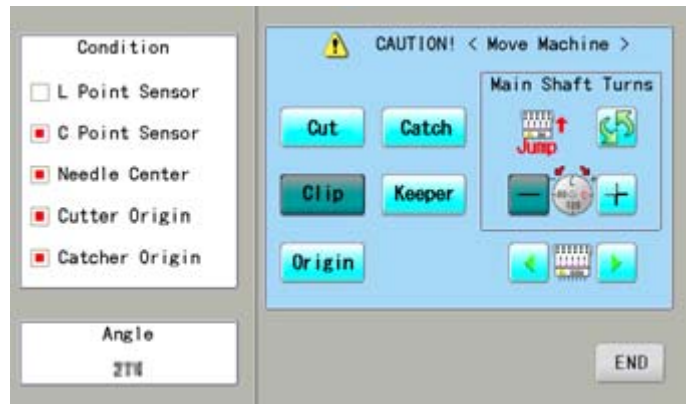 Condition
L Point Sensor
C Point Sensor
Needle Center
Cutter Origin
Catcher Origin
Angle
CAUTION! < Move Machine >
Main Shaft Turns
Cut
Catch
Jump
Clip
Keeper
Origin
END